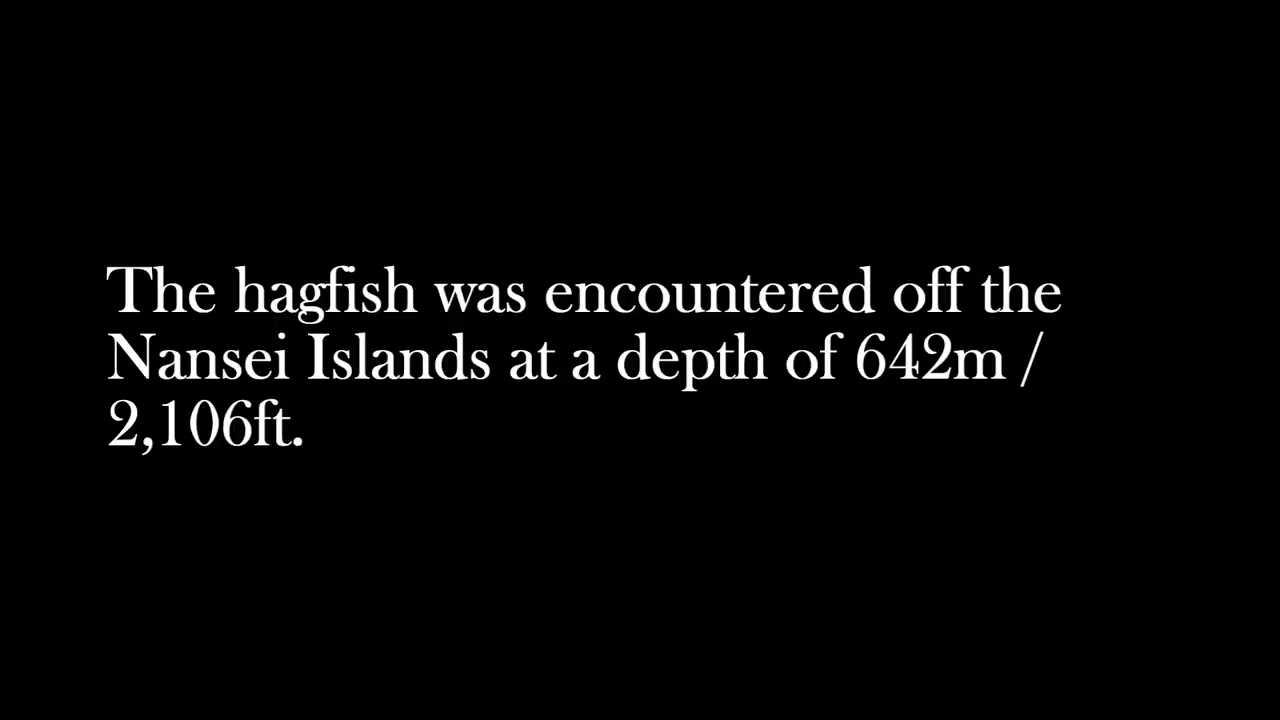 The hagfish was encountered off the
Nansei Islands at a depth of 642m /
2,106ft.